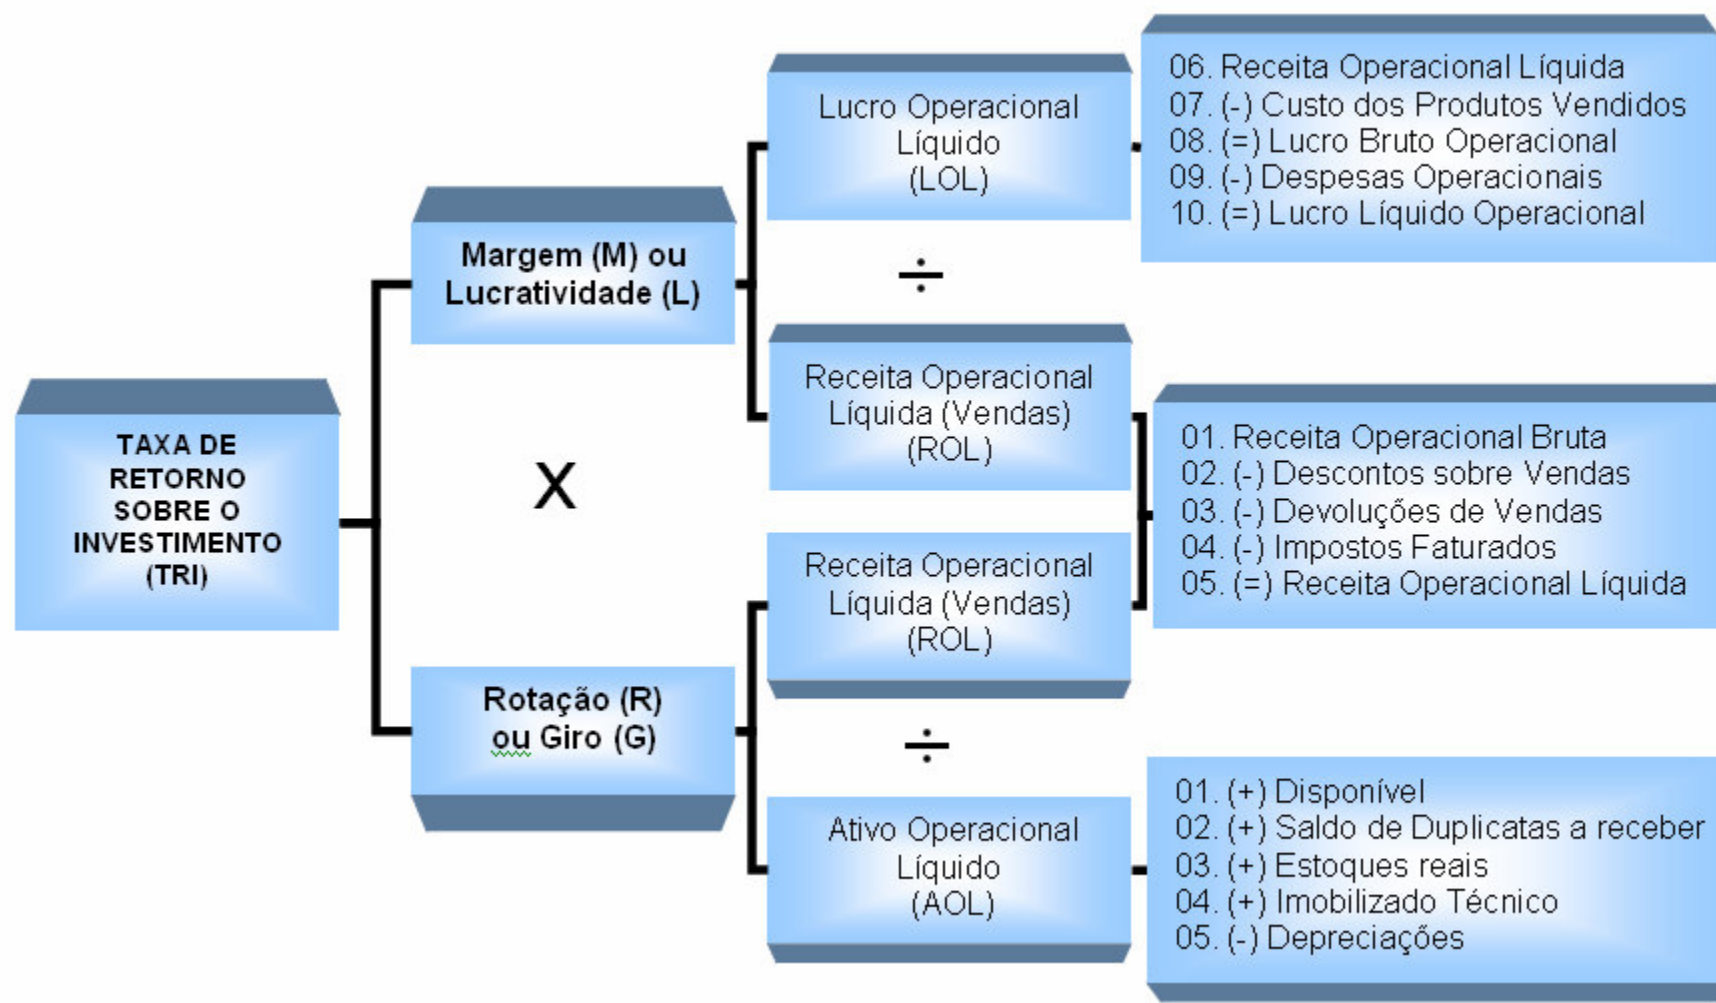 TAXA DE
RETORNO
SOBRE O
INVESTIMENTO
(TRI)
Margem (M) ou
Lucratividade (L)
X
Rotação (R)
ou Giro (G)
Lucro Operacional
Líquido
(LOL)
÷
Receita Operacional
Líquida (Vendas)
(ROL)
Receita Operacional
Líquida (Vendas)
(ROL)
÷
Ativo Operacional
Líquido
(AOL)
06. Receita Operacional Líquida
07. (-) Custo dos Produtos Vendidos
08. (=) Lucro Bruto Operacional
09. (-) Despesas Operacionais
10. (=) Lucro Líquido Operacional
01. Receita Operacional Bruta
02. (-) Descontos sobre Vendas
03. (-) Devoluções de Vendas
04. (-) Impostos Faturados
05. (=) Receita Operacional Líquida
01. (+) Disponível
02. (+) Saldo de Duplicatas a receber
03. (+) Estoques reais
04. (+) Imobilizado Técnico
05. (-) Depreciações